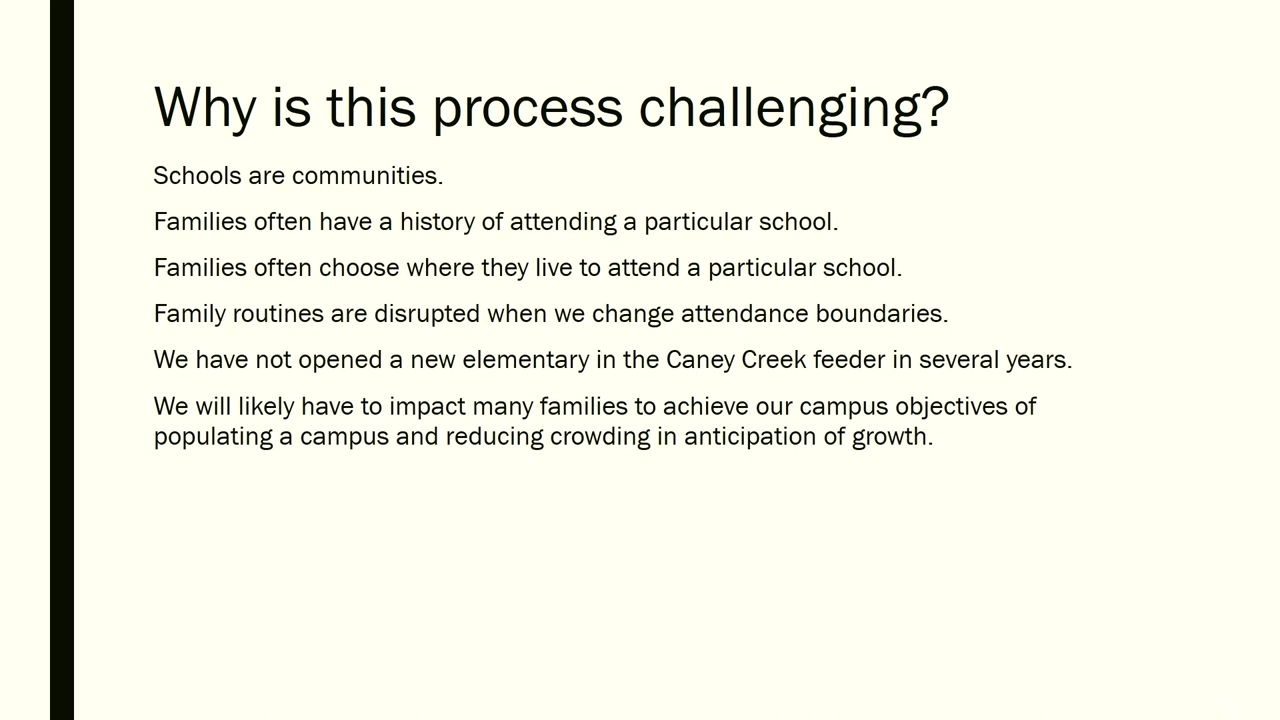 Why is this process challenging?
Schools are communities.
Families often have a history of attending a particular school.
Families often choose where they live to attend a particular school.
Family routines are disrupted when we change attendance boundaries.
We have not opened a new elementary in the Caney Creek feeder in several years.
We will likely have to impact many families to achieve our campus objectives of
populating a campus and reducing crowding in anticipation of growth.